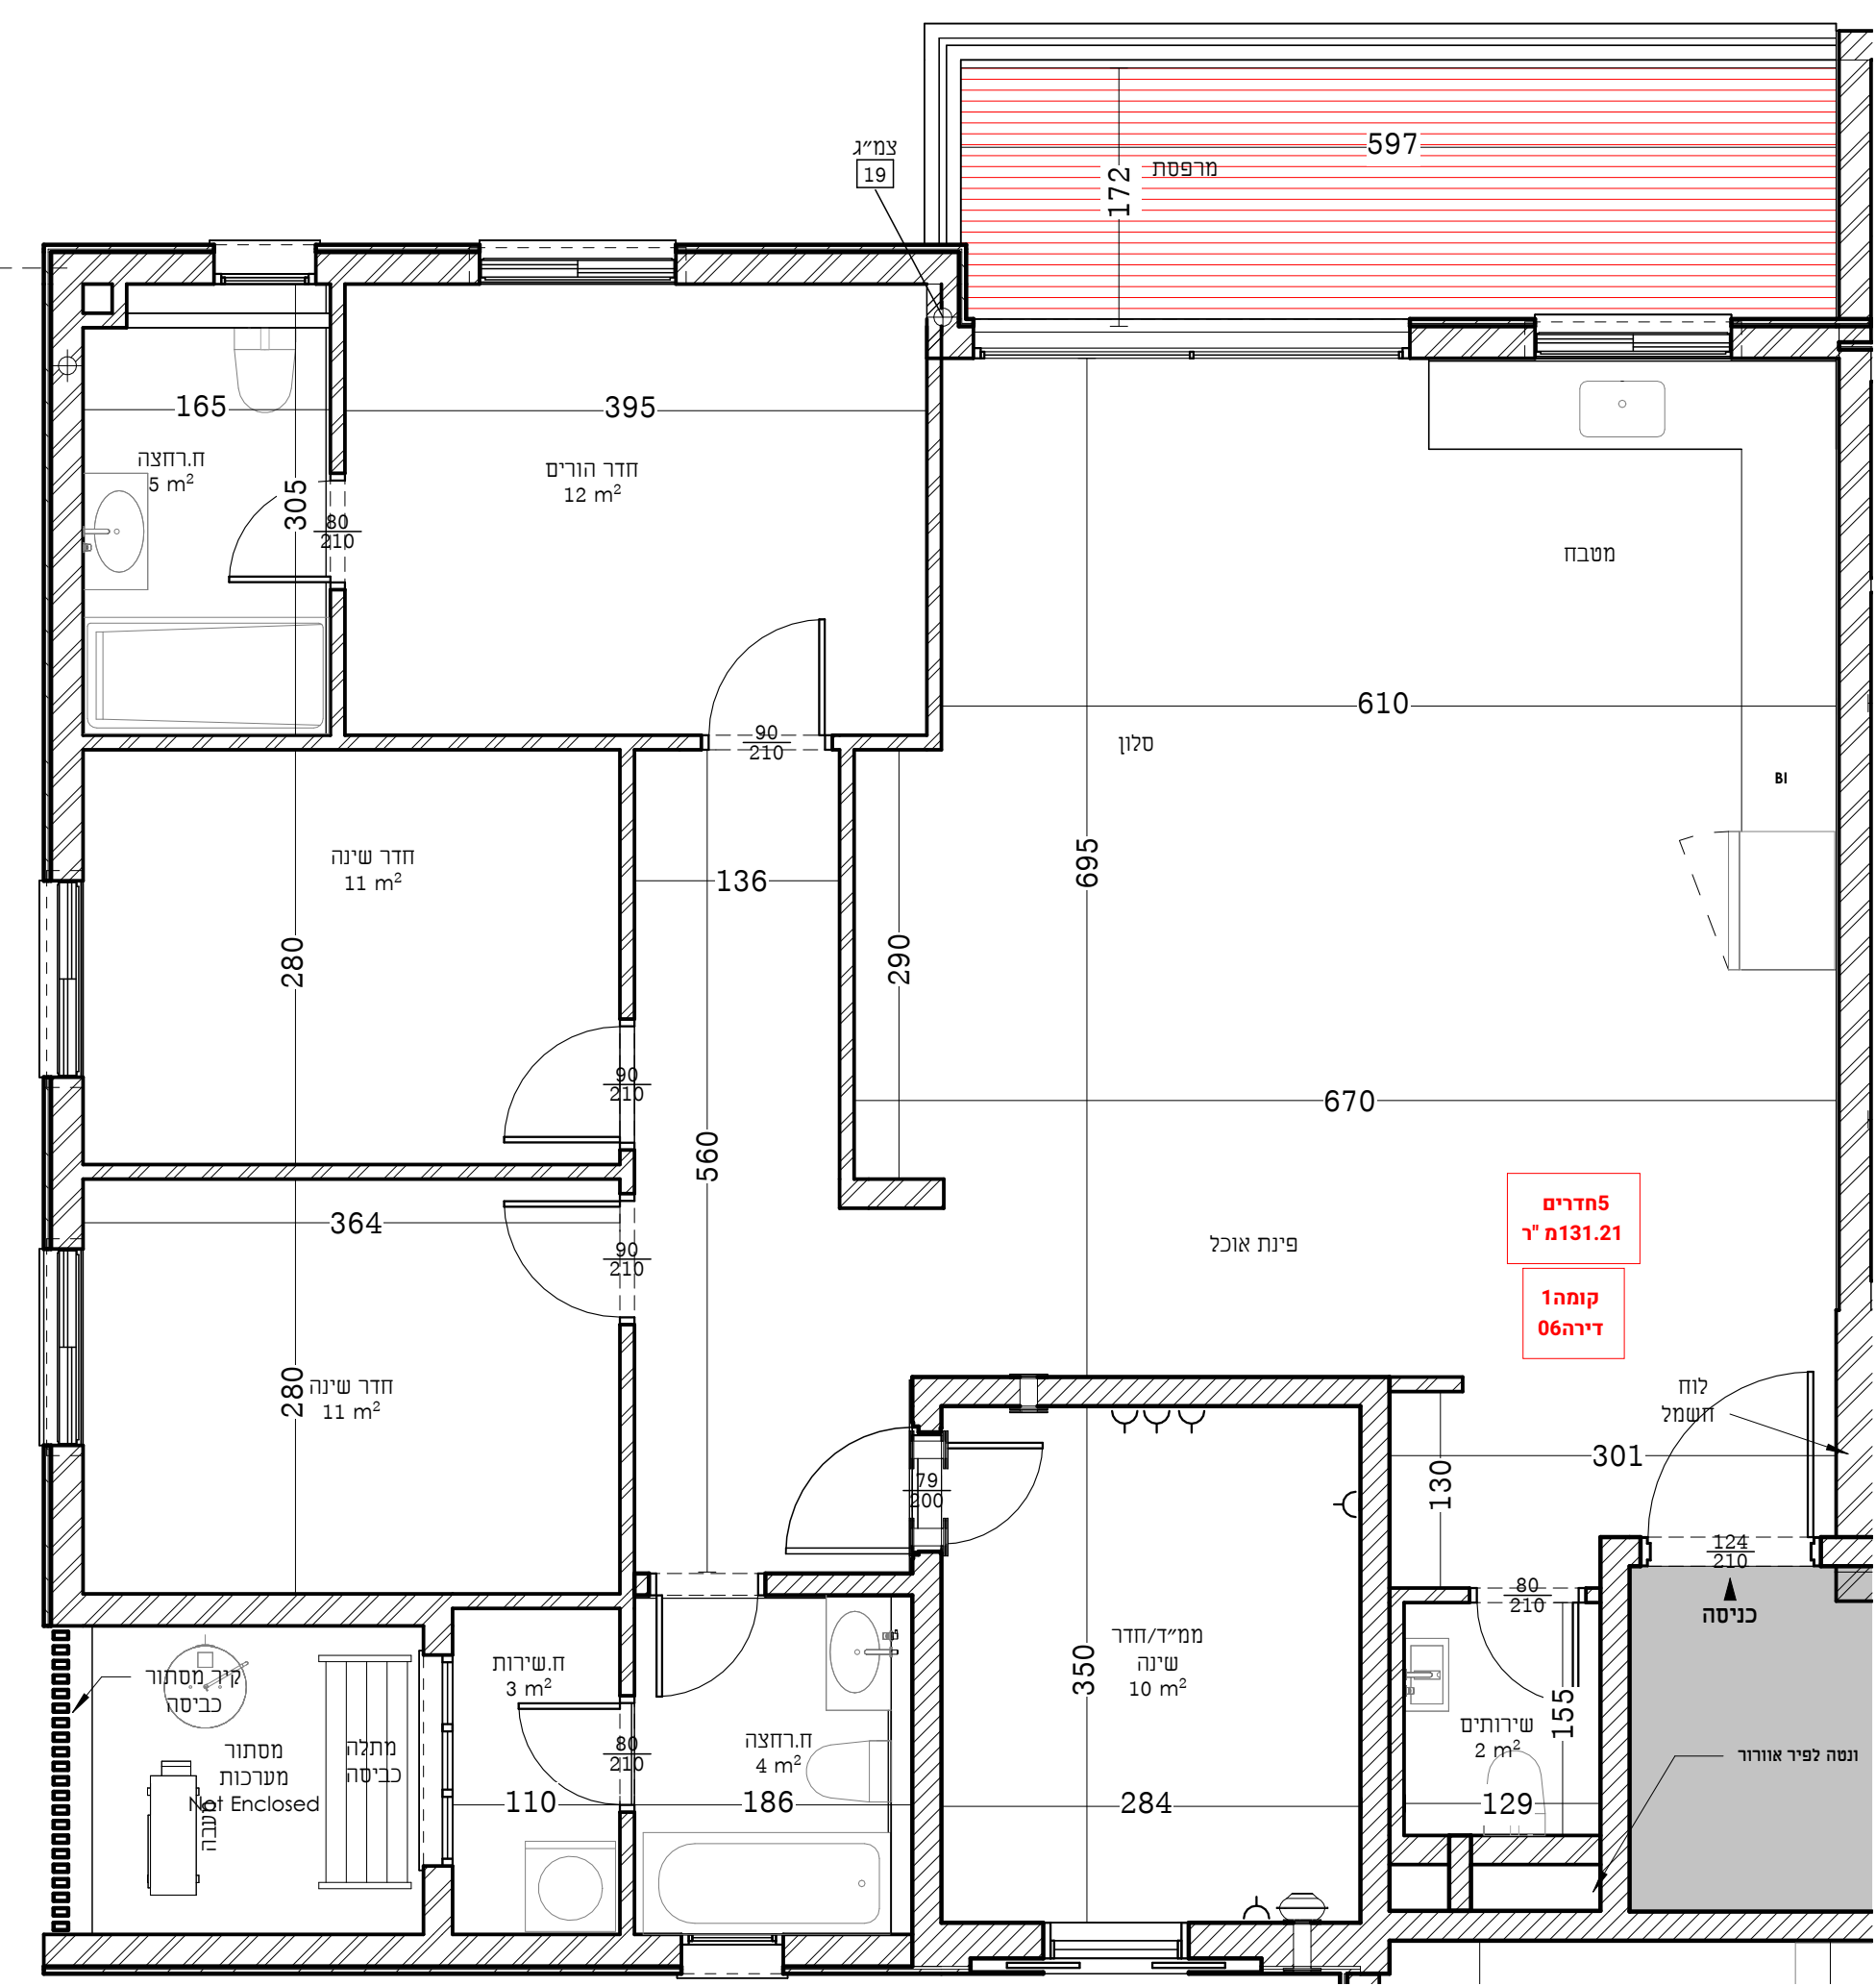 597
מרפסת
172
צמ״ג
19
165
395
ח.רחצה
5 m²
305
80
210
חדר הורים
12 m²
מטבח
610
סלון
90
210
BI
חדר שינה
11 m²
136
695
280
290
90
210
670
560
364
90
210
פינת אוכל
5חדרים
131.21מ "ר
קומה1
דירה06
280
חדר שינה
11 m²
לוח
חשמל
301
130
79
200
124
210
כניסה
80
210
ממ״ד/חדר
שינה
10 m²
350
284
ח.שירות
3 m²
110
80
210
ח.רחצה
4 m²
186
שירותים
2 m²
155
129
ונטה לפיר אוורור
קיר מסתור
כביסה
מסתור
מערכות
Not Enclosed
מתלה
כביסה
מעבה